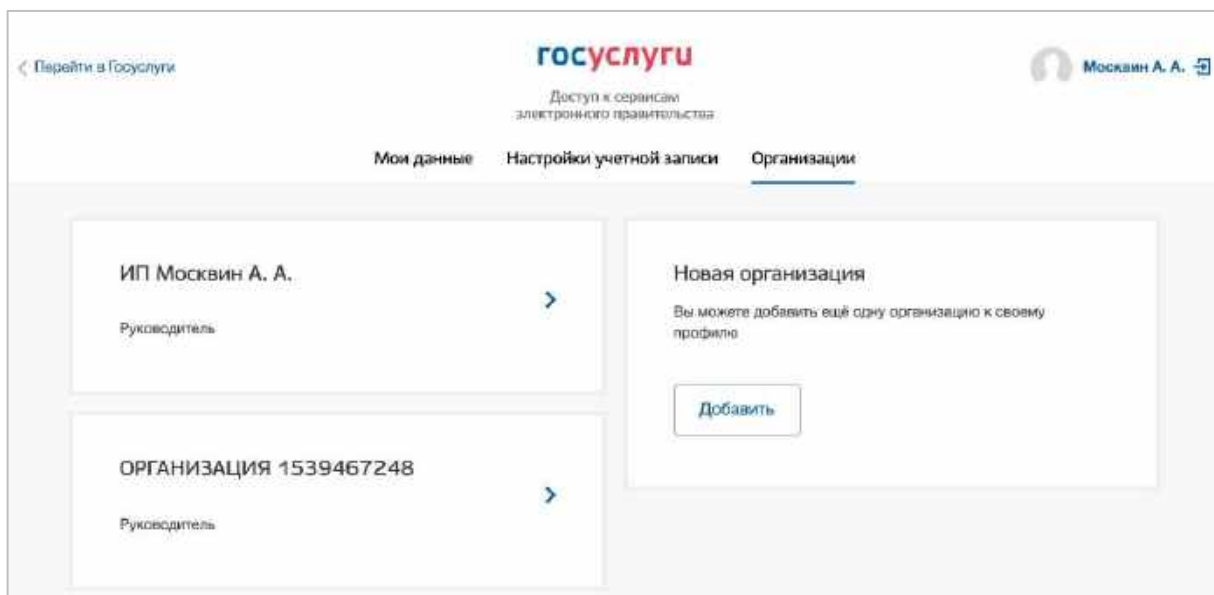 Перейти в Госуслуги
госуслуги
Москвин А. А.
Доступ к сервисам
электронного правительства
Мои данные
Настройки учетной записи
Организации
ИП Москвин А. А.
Руководитель
Новая организация
Вы можете добавить ещё одну организацию к своему
профилю
Добавить
ОРГАНИЗАЦИЯ 1539467248
Руководитель